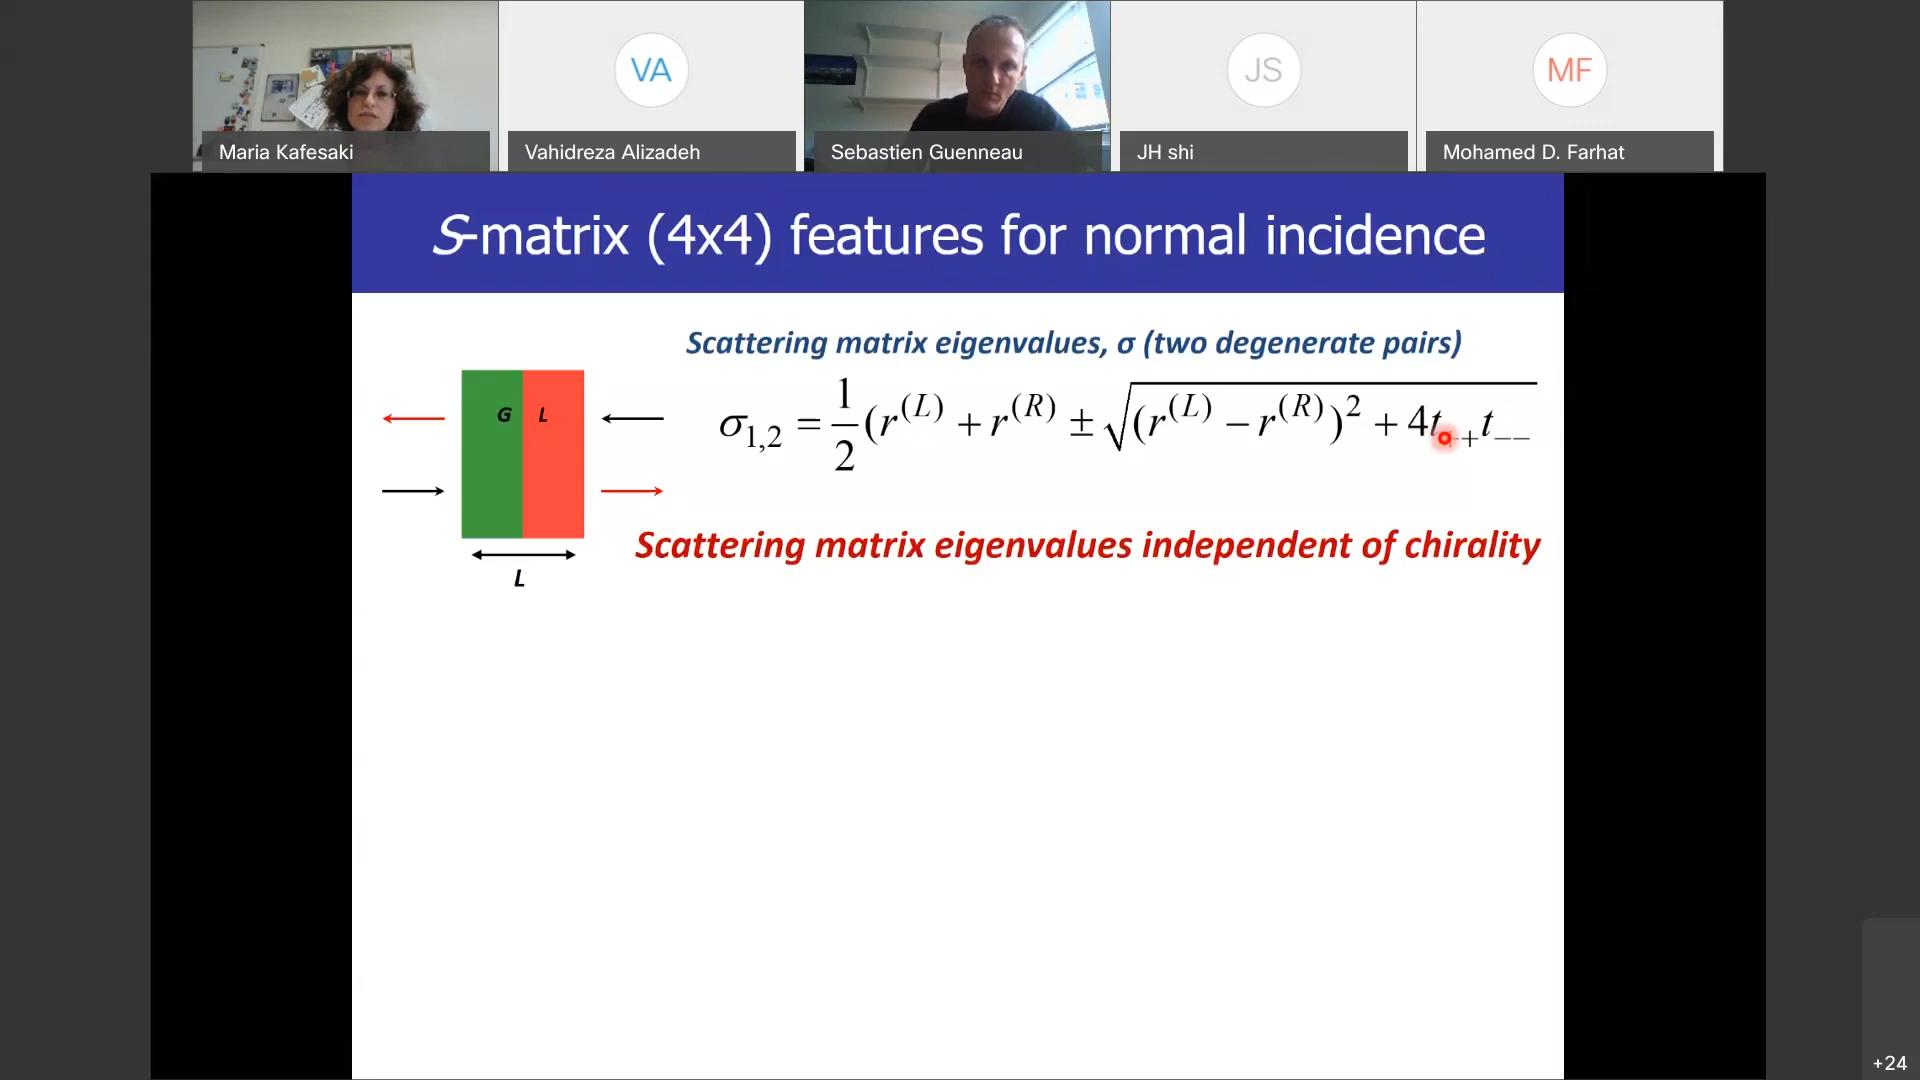 VA
JS
MF
Maria Kafesaki
Vahidreza Alizadeh
Sebastien Guenneau
JH shi
Mohamed D. Farhat
S-matrix (4x4) features for normal incidence
Scattering matrix eigenvalues, σ (two degenerate pairs)
G L
σ₁,₂ = 1/2 (r^(L) + r^(R) ± √((r^(L) − r^(R))² + 4t₊₊t₋₋
Scattering matrix eigenvalues independent of chirality
L
+24